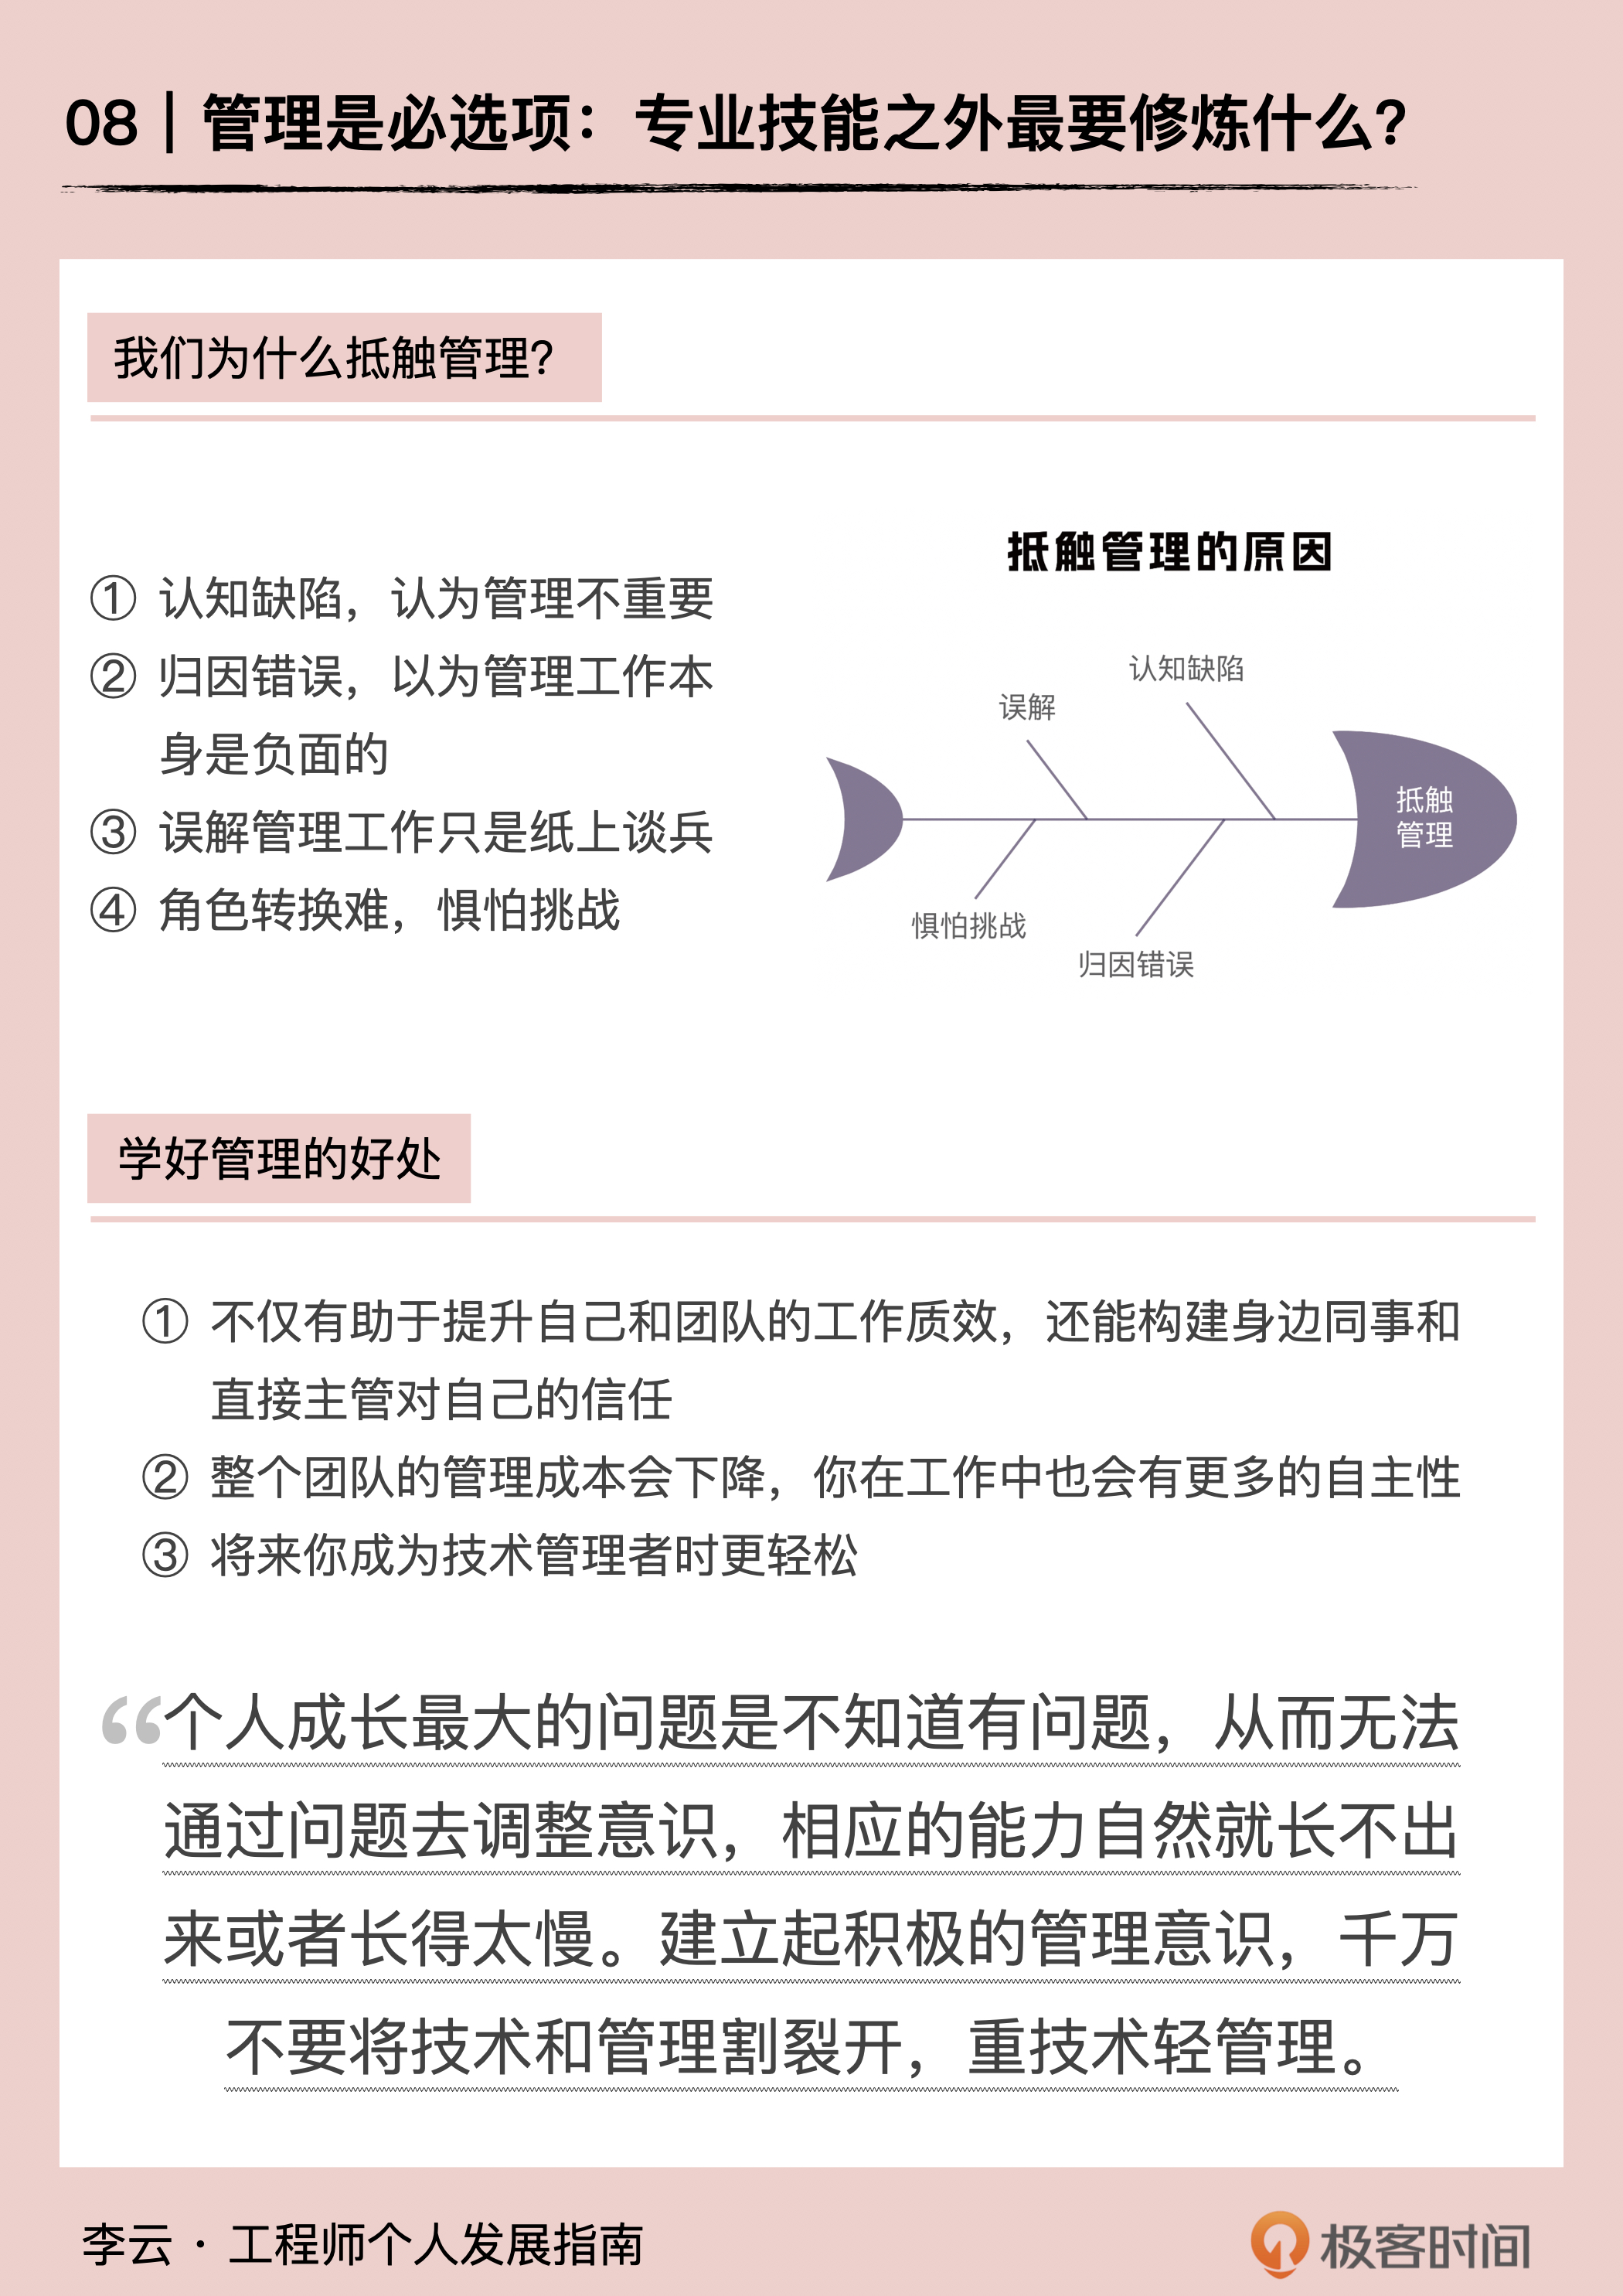 08｜管理是必选项：专业技能之外最要修炼什么？
我们为什么抵触管理？
① 认知缺陷，认为管理不重要
② 归因错误，以为管理工作本
身是负面的
③ 误解管理工作只是纸上谈兵
④ 角色转换难，惧怕挑战
抵触管理的原因
认知缺陷
误解
抵触
管理
惧怕挑战
归因错误
学好管理的好处
① 不仅有助于提升自己和团队的工作质效，还能构建身边同事和
直接主管对自己的信任
② 整个团队的管理成本会下降，你在工作中也会有更多的自主性
③ 将来你成为技术管理者时更轻松
“个人成长最大的问题是不知道有问题，从而无法
通过问题去调整意识，相应的能力自然就长不出
来或者长得太慢。建立起积极的管理意识，千万
不要将技术和管理割裂开，重技术轻管理。
李云 · 工程师个人发展指南
极客时间